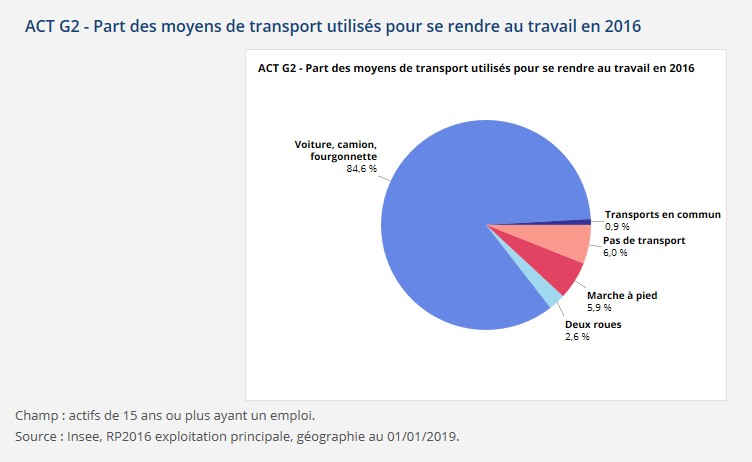 ACT G2 - Part des moyens de transport utilisés pour se rendre au travail en 2016
ACT G2 - Part des moyens de transport utilisés pour se rendre au travail en 2016
Voiture, camion,
fourgonnette
84,6 %
Transports en commun
0,9 %
Pas de transport
6,0 %
Marche à pied
5,9 %
Deux roues
2,6 %
Champ : actifs de 15 ans ou plus ayant un emploi.
Source : Insee, RP2016 exploitation principale, géographie au 01/01/2019.